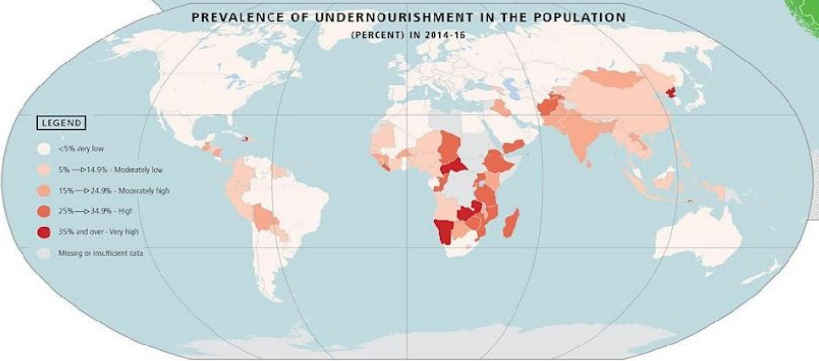 PREVALENCE OF UNDERNOURISHMENT IN THE POPULATION
(PERCENT) IN 2014-16
LEGEND
<5% Very low
5% 14.9% - Moderately low
15% 24.9% - Moderately high
25% 34.9% - High
35% and over - Very high
Missing or insufficient data